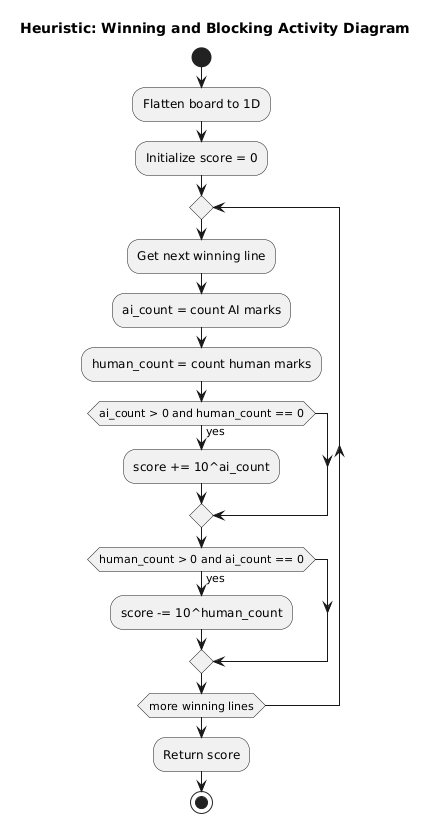 Heuristic: Winning and Blocking Activity Diagram
Flatten board to 1D
Initialize score = 0
Get next winning line
ai_count = count AI marks
human_count = count human marks
ai_count > 0 and human_count == 0
yes
score += 10^ai_count
human_count > 0 and ai_count == 0
yes
score -= 10^human_count
more winning lines
Return score